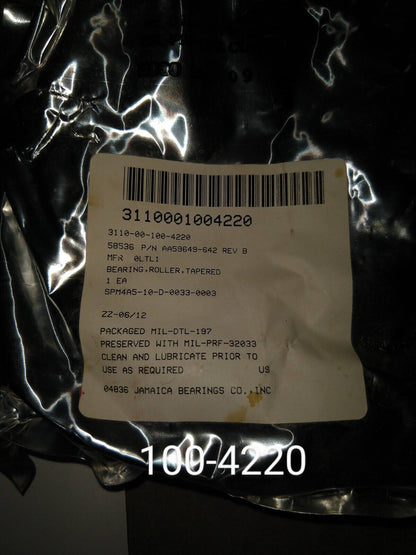 3110001004220
3110-00-100-4220
58536 P/N AA59649-642 REV B
MFR 0LTL1
BEARING,ROLLER,TAPERED
1 EA
SPM4A5-10-D-0033-0003
ZZ-06/12
PACKAGED MIL-DTL-197
PRESERVED WITH MIL-PRF-32033
CLEAN AND LUBRICATE PRIOR TO
USE AS REQUIRED US
04036 JAMAICA BEARINGS CO.,INC
100-4220